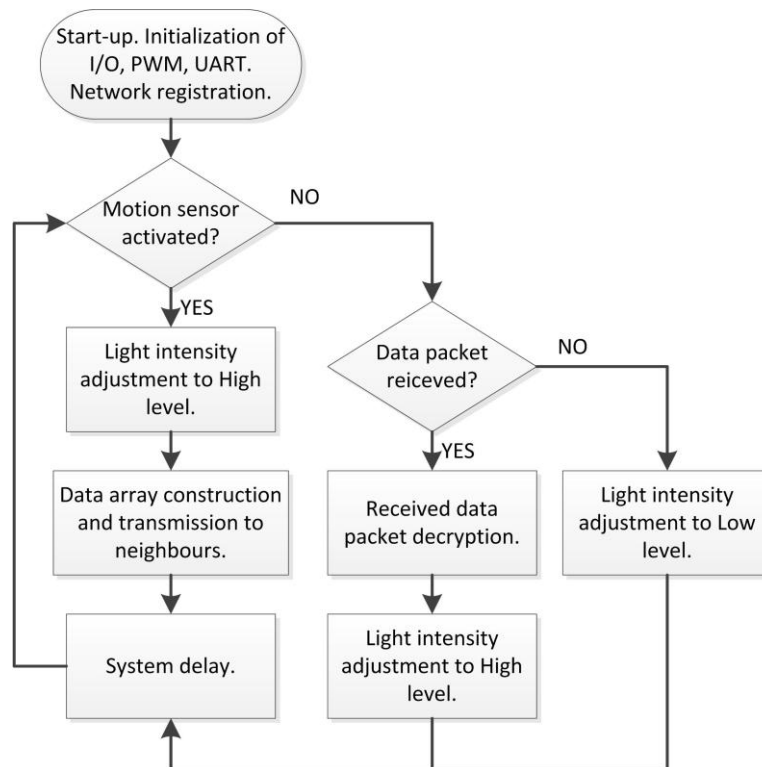 Start-up. Initialization of
I/O, PWM, UART.
Network registration.
Motion sensor
activated?
NO
YES
Light intensity
adjustment to High
level.
Data packet
reiceved?
NO
YES
Data array construction
and transmission to
neighbours.
Received data
packet decryption.
Light intensity
adjustment to Low
level.
System delay.
Light intensity
adjustment to High
level.